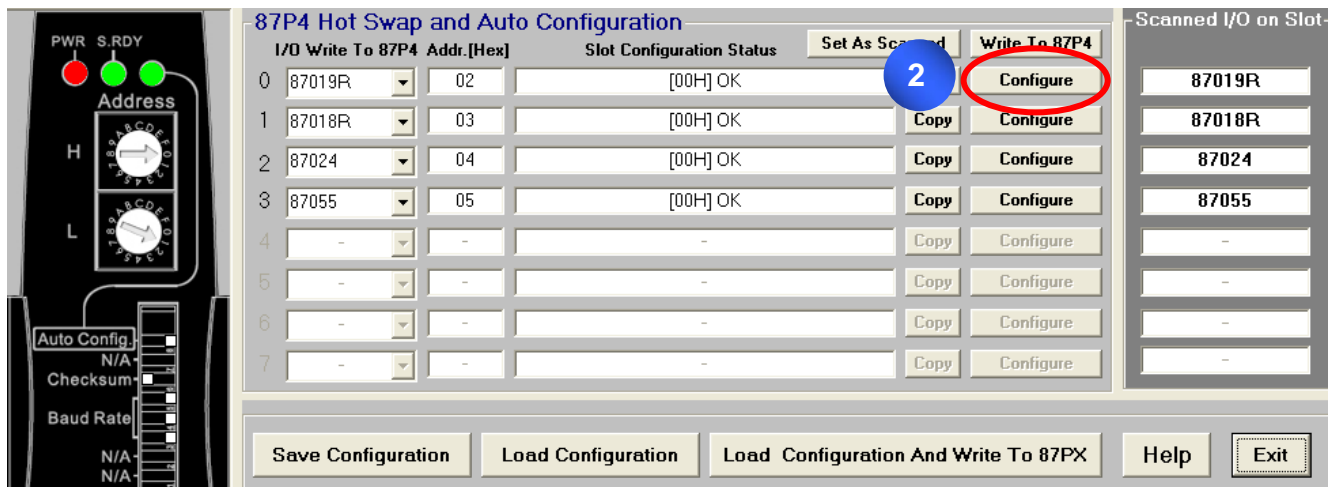 PWR S.RDY
Address
H
L
Auto Config.
N/A
Checksum
Baud Rate
N/A
N/A
87P4 Hot Swap and Auto Configuration
I/O Write To 87P4 Addr.[Hex] Slot Configuration Status Set As Scanned Write To 87P4
0 87019R 02 [00H] OK 2 Configure
1 87018R 03 [00H] OK Copy Configure
2 87024 04 [00H] OK Copy Configure
3 87055 05 [00H] OK Copy Configure
4 - - - Copy Configure
5 - - - Copy Configure
6 - - - Copy Configure
7 - - - Copy Configure
Scanned I/O on Slot
87019R
87018R
87024
87055
-
-
-
-
Save Configuration Load Configuration Load Configuration And Write To 87PX Help Exit